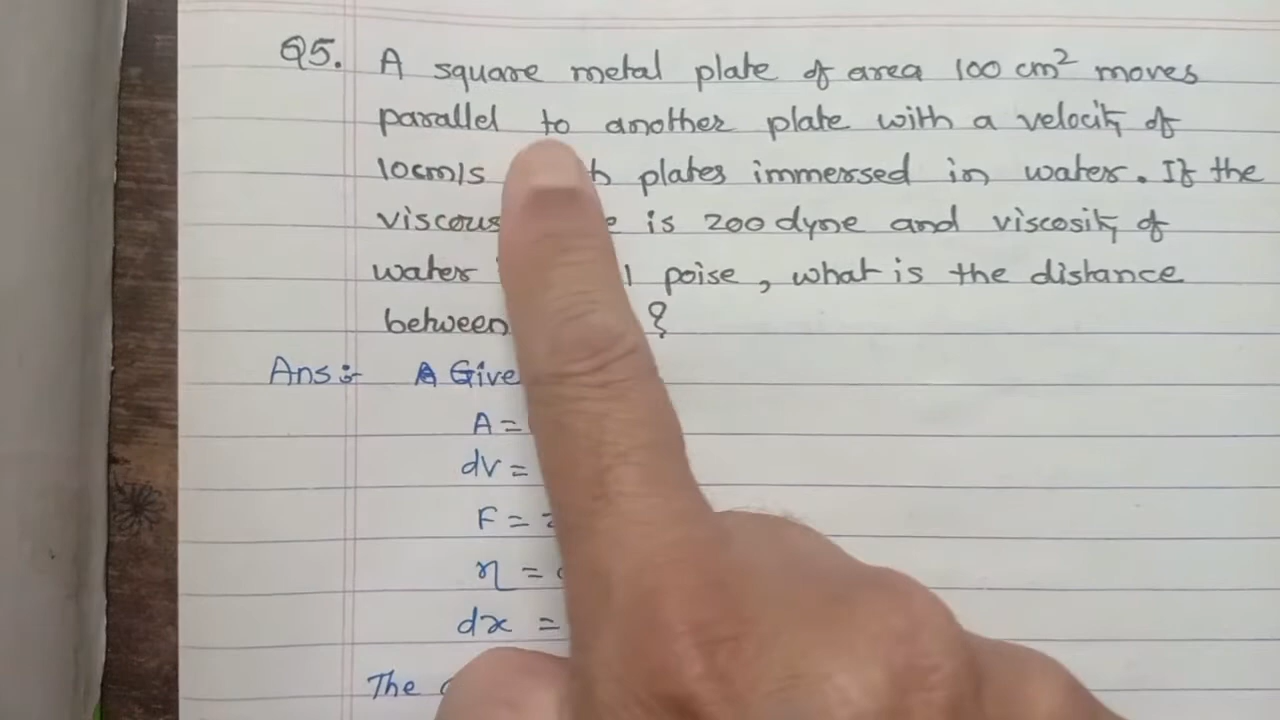 Q5. A square metal plate of area 100 cm² moves
parallel to another plate with a velocity of
10cm/s plates immersed in water. If the
viscous is 200 dyne and viscosity of
water poise, what is the distance
between ?
Ans :- Give
A =
dv =
F =
η =
dx =
The